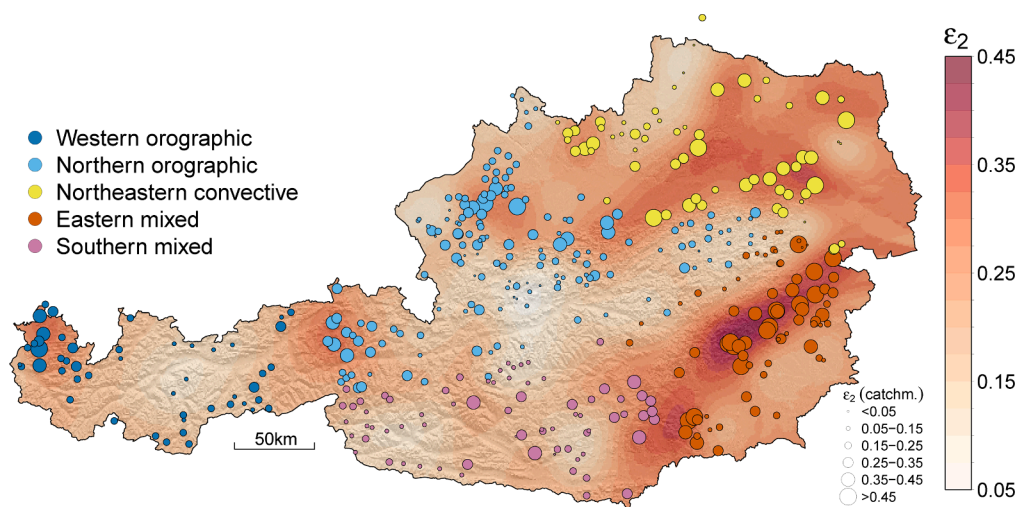 ε₂
0.45
Western orographic
Northern orographic
0.35
Northeastern convective
Eastern mixed
Southern mixed
0.25
0.15
ε₂ (catchm.)
<0.05
0.05−0.15
0.15−0.25
50km
0.25−0.35
0.35−0.45
>0.45
0.05